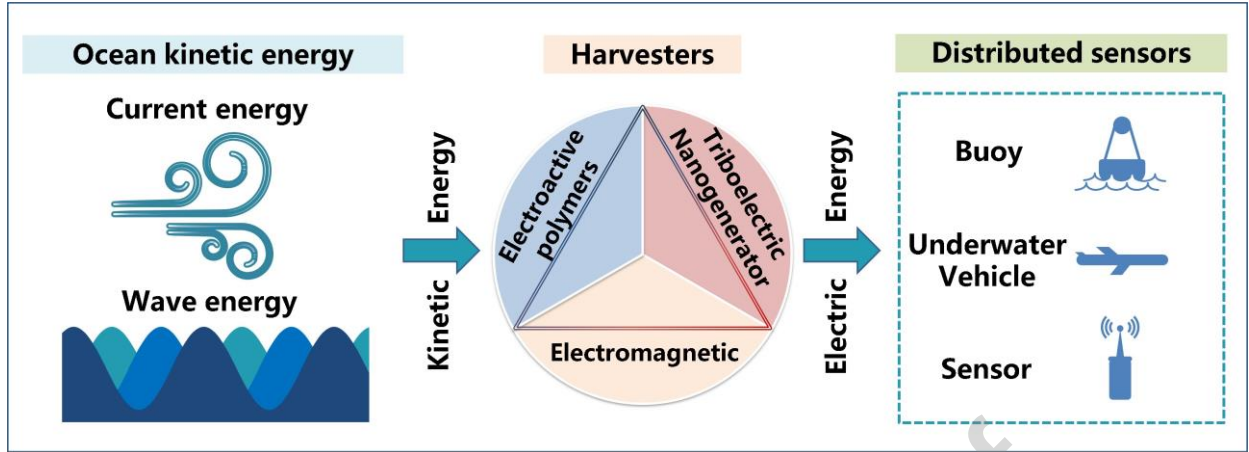 Ocean kinetic energy
Current energy
Wave energy
Kinetic Energy
Harvesters
Electroactive
polymers
Triboelectric
Nanogenerator
Electromagnetic
Electric Energy
Distributed sensors
Buoy
Underwater
Vehicle
Sensor